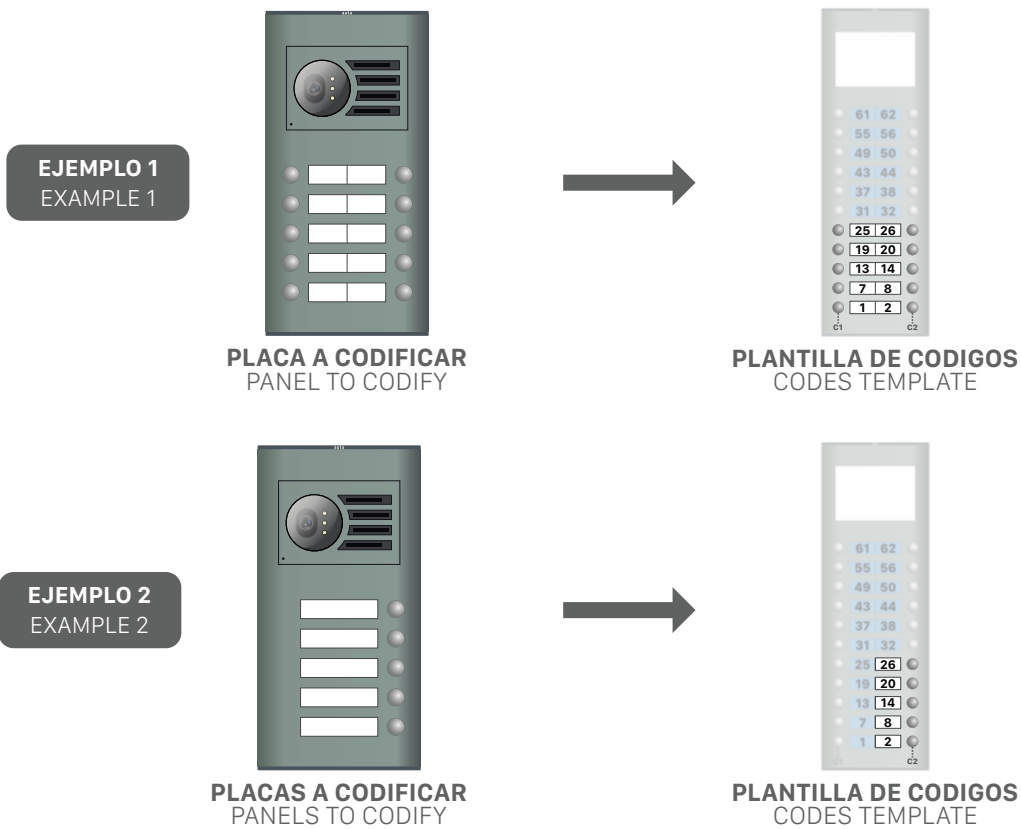 61 62
55 56
49 50
43 44
37 38
31 32
EJEMPLO 1
EXAMPLE 1
25 26
19 20
13 14
7 8
1 2
C1 C2
PLACA A CODIFICAR
PANEL TO CODIFY
PLANTILLA DE CODIGOS
CODES TEMPLATE
61 62
55 56
49 50
43 44
37 38
31 32
EJEMPLO 2
EXAMPLE 2
25 26
19 20
13 14
7 8
1 2
C1 C2
PLACAS A CODIFICAR
PANELS TO CODIFY
PLANTILLA DE CODIGOS
CODES TEMPLATE